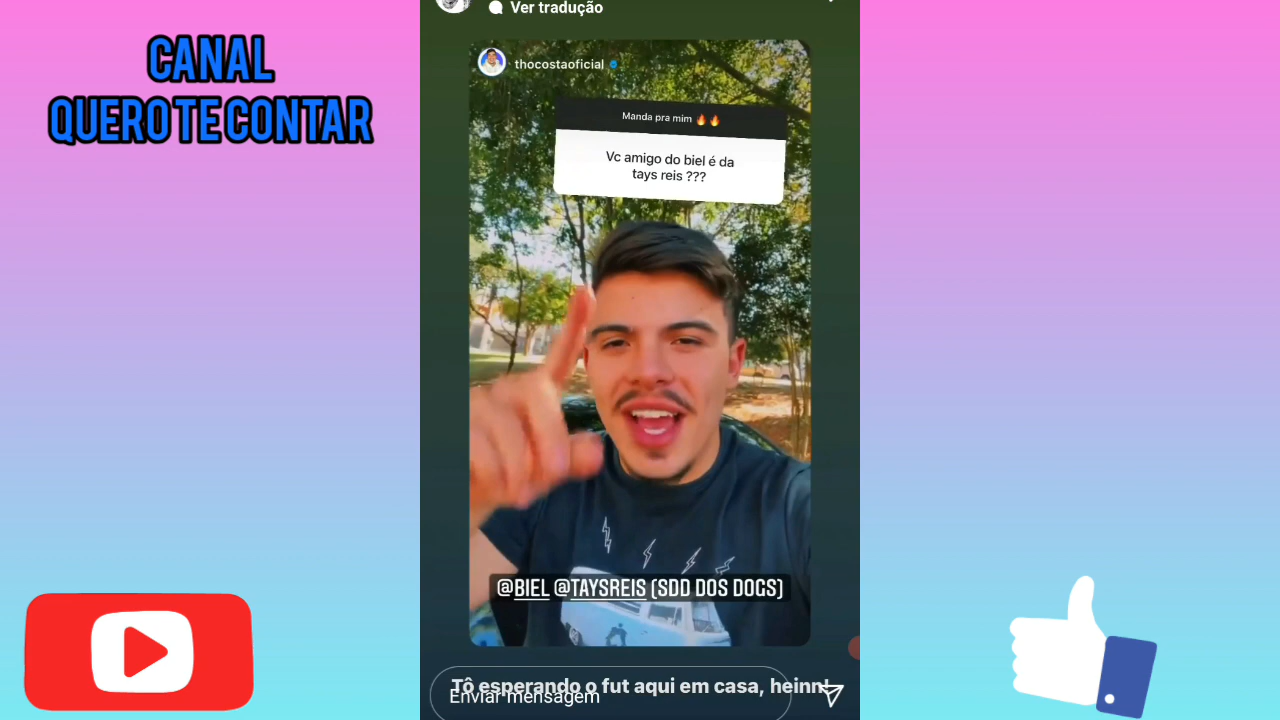 CANAL
QUERO TE CONTAR
Ver tradução
thocostaoficial
Manda pra mim 🔥🔥
Vc amigo do biel é da
tays reis ???
@BIEL @TAYSREIS (SDD DOS DOGS)
Tô esperando o fut aqui em casa, heinn!
Enviar mensagem